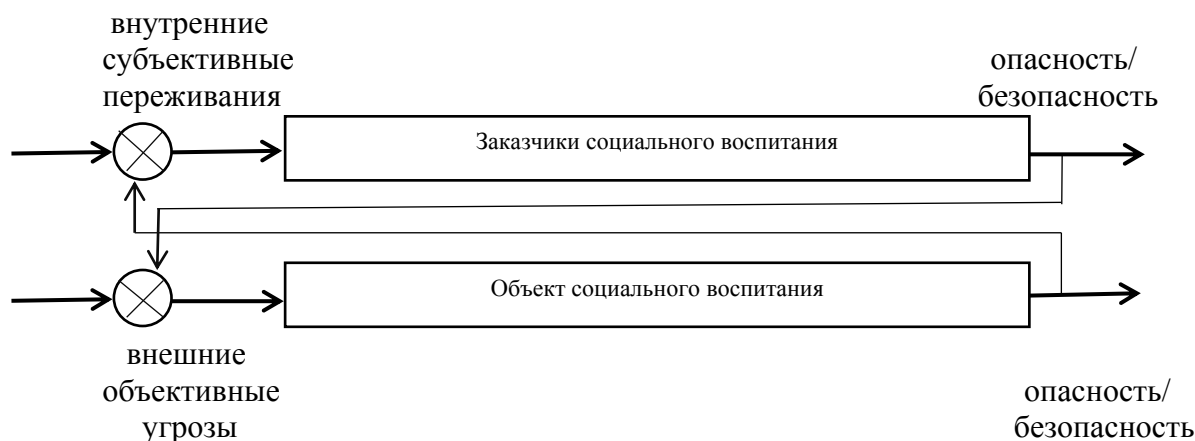 внутренние
субъективные
переживания
опасность/
безопасность
Заказчики социального воспитания
Объект социального воспитания
внешние
объективные
угрозы
опасность/
безопасность